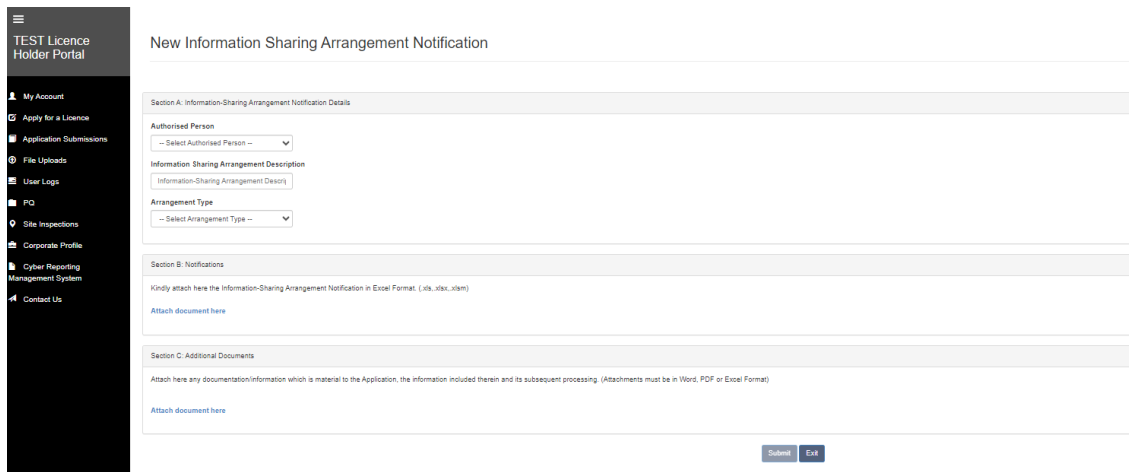 TEST Licence
Holder Portal
My Account
Apply for a Licence
Application Submissions
File Uploads
User Logs
PQ
Site Inspections
Corporate Profile
Cyber Reporting
Management System
Contact Us
New Information Sharing Arrangement Notification
Section A: Information-Sharing Arrangement Notification Details
Authorised Person
-- Select Authorised Person --
Information Sharing Arrangement Description
Information-Sharing Arrangement Descrip
Arrangement Type
-- Select Arrangement Type --
Section B: Notifications
Kindly attach here the Information-Sharing Arrangement Notification in Excel Format. (.xls,.xlsx,.xlsm)
Attach document here
Section C: Additional Documents
Attach here any documentation/information which is material to the Application, the information included therein and its subsequent processing. (Attachments must be in Word, PDF or Excel Format)
Attach document here
Submit Exit